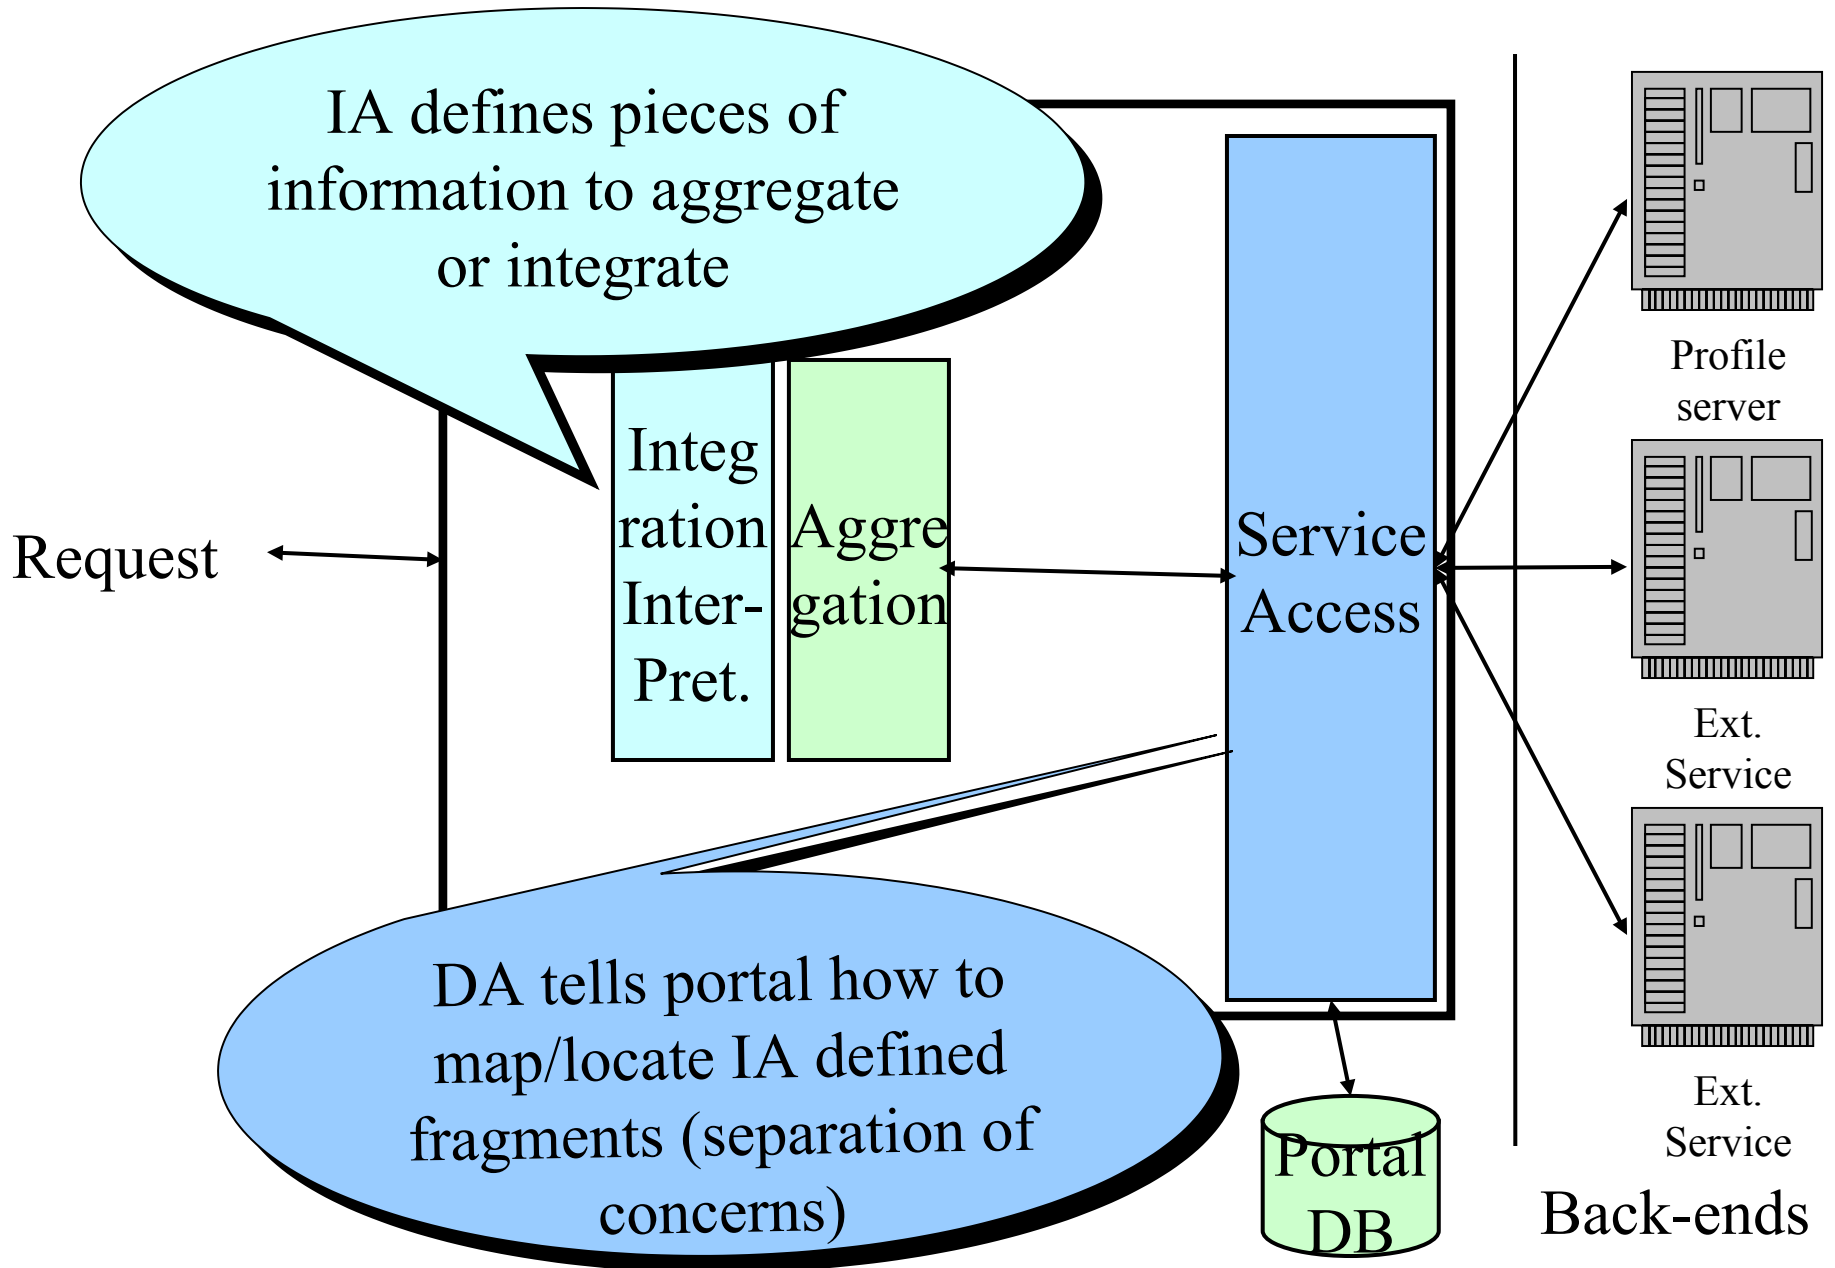 IA defines pieces of
information to aggregate
or integrate
Request
Integ
ration
Inter-
Pret.
Aggre
gation
Service
Access
Profile
server
Ext.
Service
Ext.
Service
Back-ends
DA tells portal how to
map/locate IA defined
fragments (separation of
concerns)
Portal
DB